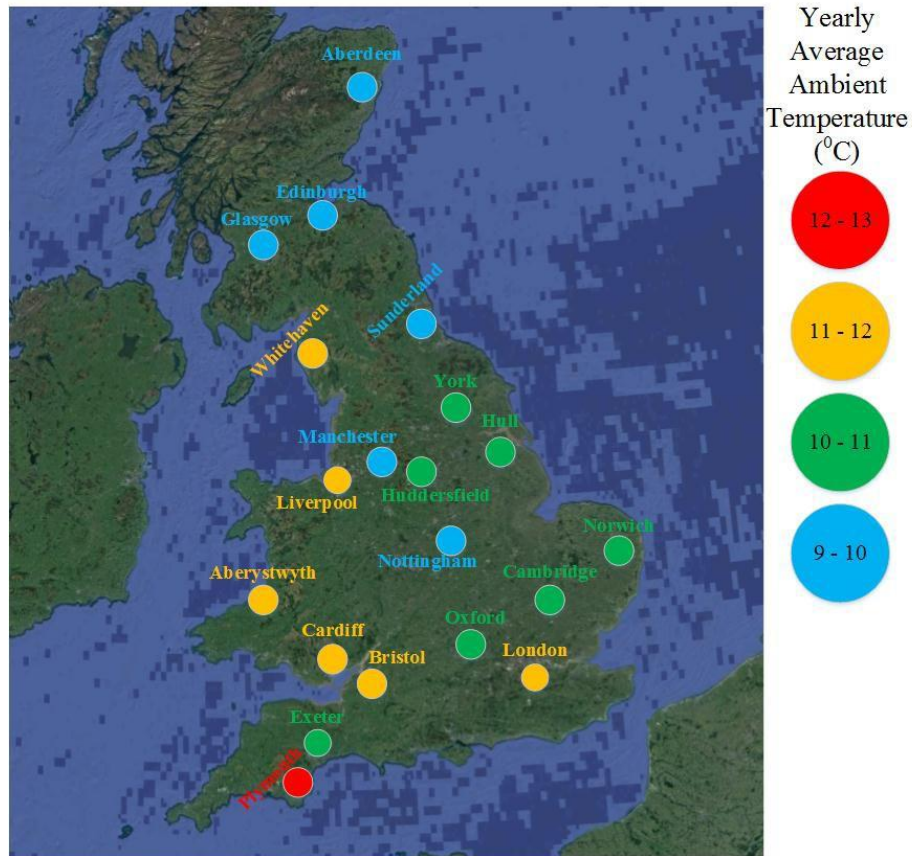 Yearly
Average
Ambient
Temperature
(⁰C)
12 - 13
11 - 12
10 - 11
9 - 10
Aberdeen
Edinburgh
Glasgow
Sunderland
Whitehaven
York
Hull
Manchester
Huddersfield
Liverpool
Norwich
Nottingham
Cambridge
Aberystwyth
Oxford
Cardiff
London
Bristol
Exeter
Plymouth